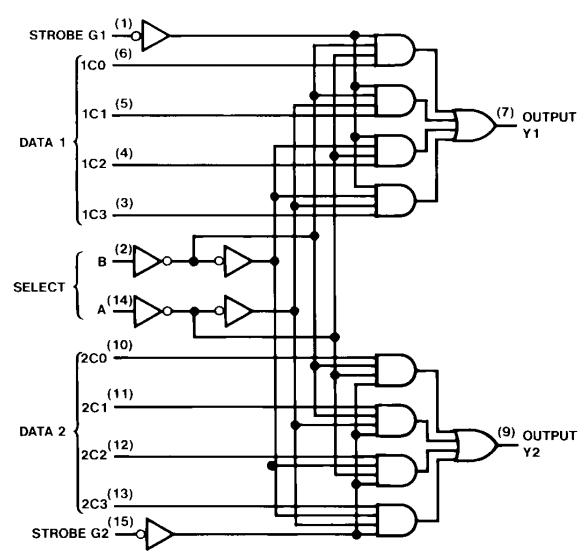 STROBE G1 (1)
1C0 (6)
1C1 (5)
DATA 1
1C2 (4)
1C3 (3)
(7) OUTPUT
Y1
B (2)
SELECT
A (14)
2C0 (10)
2C1 (11)
DATA 2
2C2 (12)
2C3 (13)
(9) OUTPUT
Y2
STROBE G2 (15)